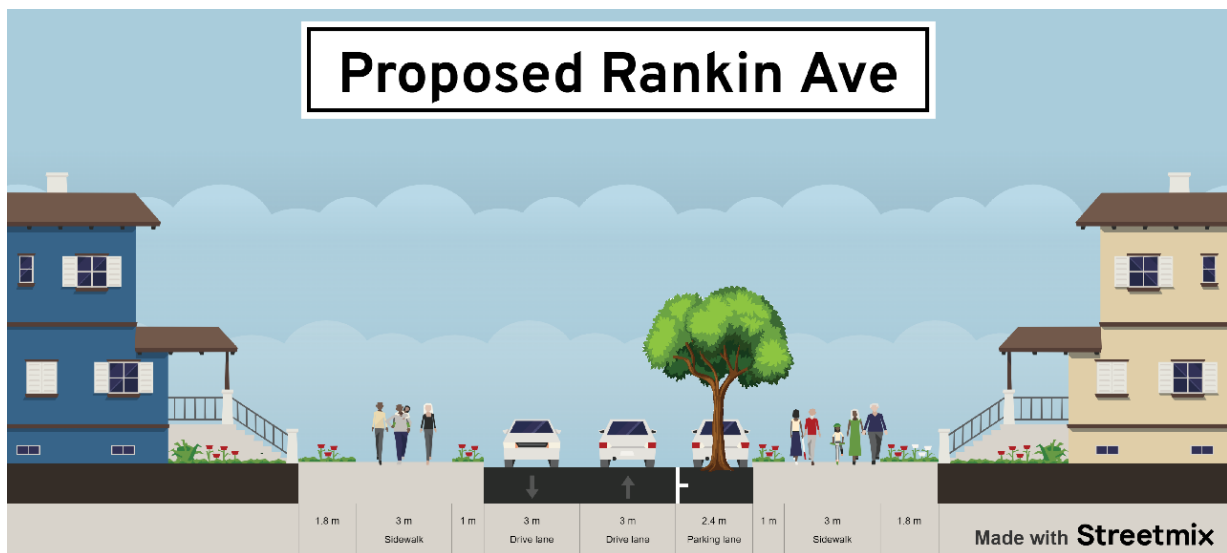 Proposed Rankin Ave
1.8 m 3 m 1 m 3 m 3 m 2.4 m 1 m 3 m 1.8 m
Sidewalk Drive lane Drive lane Parking lane Sidewalk
Made with Streetmix